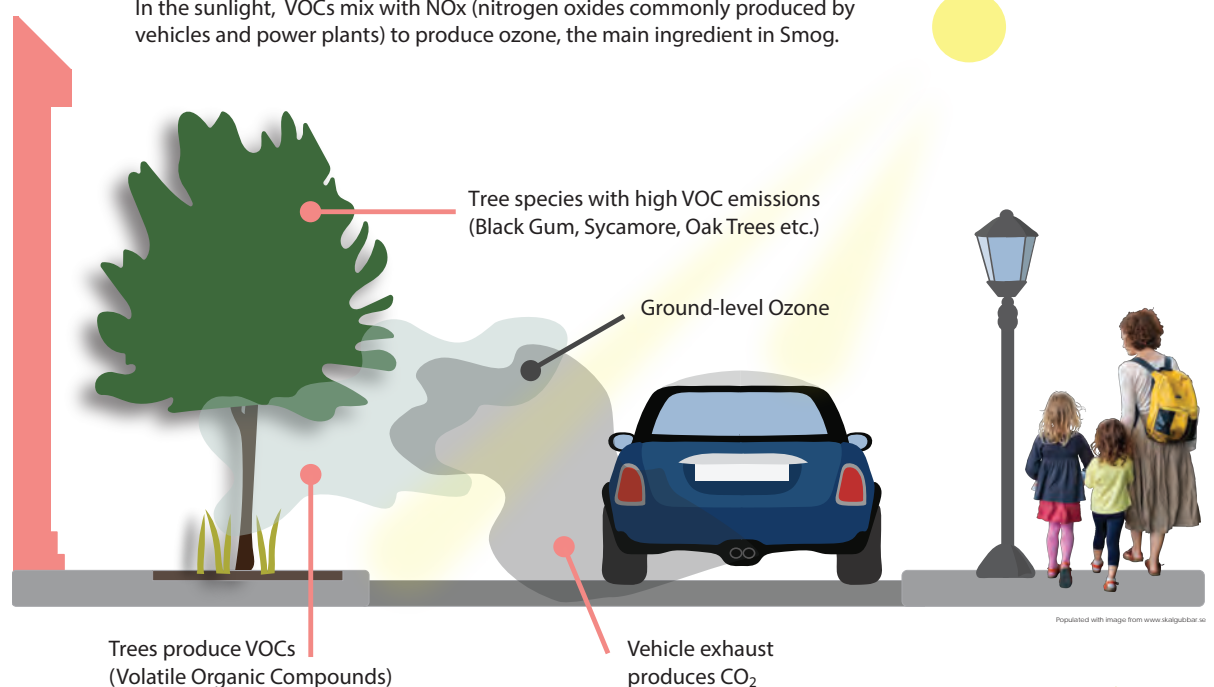 In the sunlight, VOCs mix with NOx (nitrogen oxides commonly produced by
vehicles and power plants) to produce ozone, the main ingredient in Smog.
Tree species with high VOC emissions
(Black Gum, Sycamore, Oak Trees etc.)
Ground-level Ozone
Populated with image from www.skalgubbar.se
Trees produce VOCs
(Volatile Organic Compounds)
Vehicle exhaust
produces CO₂